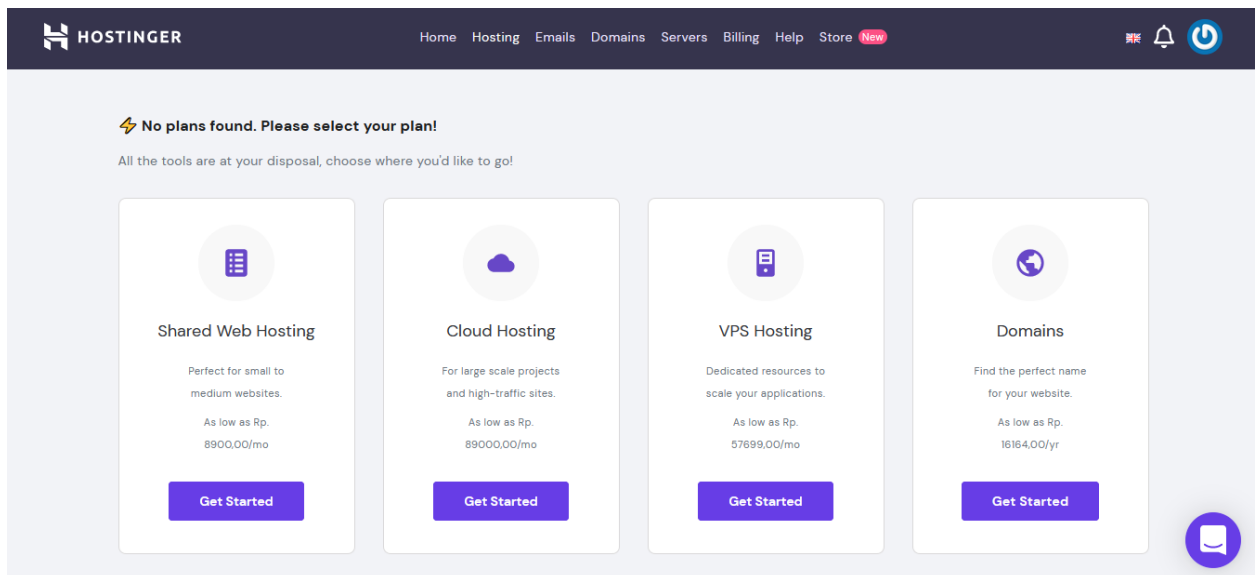 HOSTINGER
Home Hosting Emails Domains Servers Billing Help Store New
No plans found. Please select your plan!
All the tools are at your disposal, choose where you'd like to go!
Shared Web Hosting
Perfect for small to
medium websites.
As low as Rp.
8900,00/mo
Get Started
Cloud Hosting
For large scale projects
and high-traffic sites.
As low as Rp.
89000,00/mo
Get Started
VPS Hosting
Dedicated resources to
scale your applications.
As low as Rp.
57699,00/mo
Get Started
Domains
Find the perfect name
for your website.
As low as Rp.
16164,00/yr
Get Started